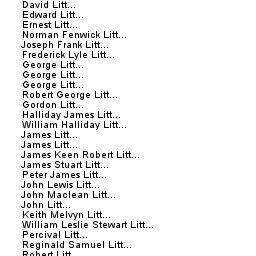 David Litt...
Edward Litt...
Ernest Litt...
Norman Fenwick Litt...
Joseph Frank Litt...
Frederick Lyle Litt...
George Litt...
George Litt...
George Litt...
Robert George Litt...
Gordon Litt...
Halliday James Litt...
William Halliday Litt...
James Litt...
James Litt...
James Keen Robert Litt...
James Stuart Litt...
Peter James Litt...
John Lewis Litt...
John Maclean Litt...
John Litt...
Keith Melvyn Litt...
William Leslie Stewart Litt...
Percival Litt...
Reginald Samuel Litt...
Robert Litt